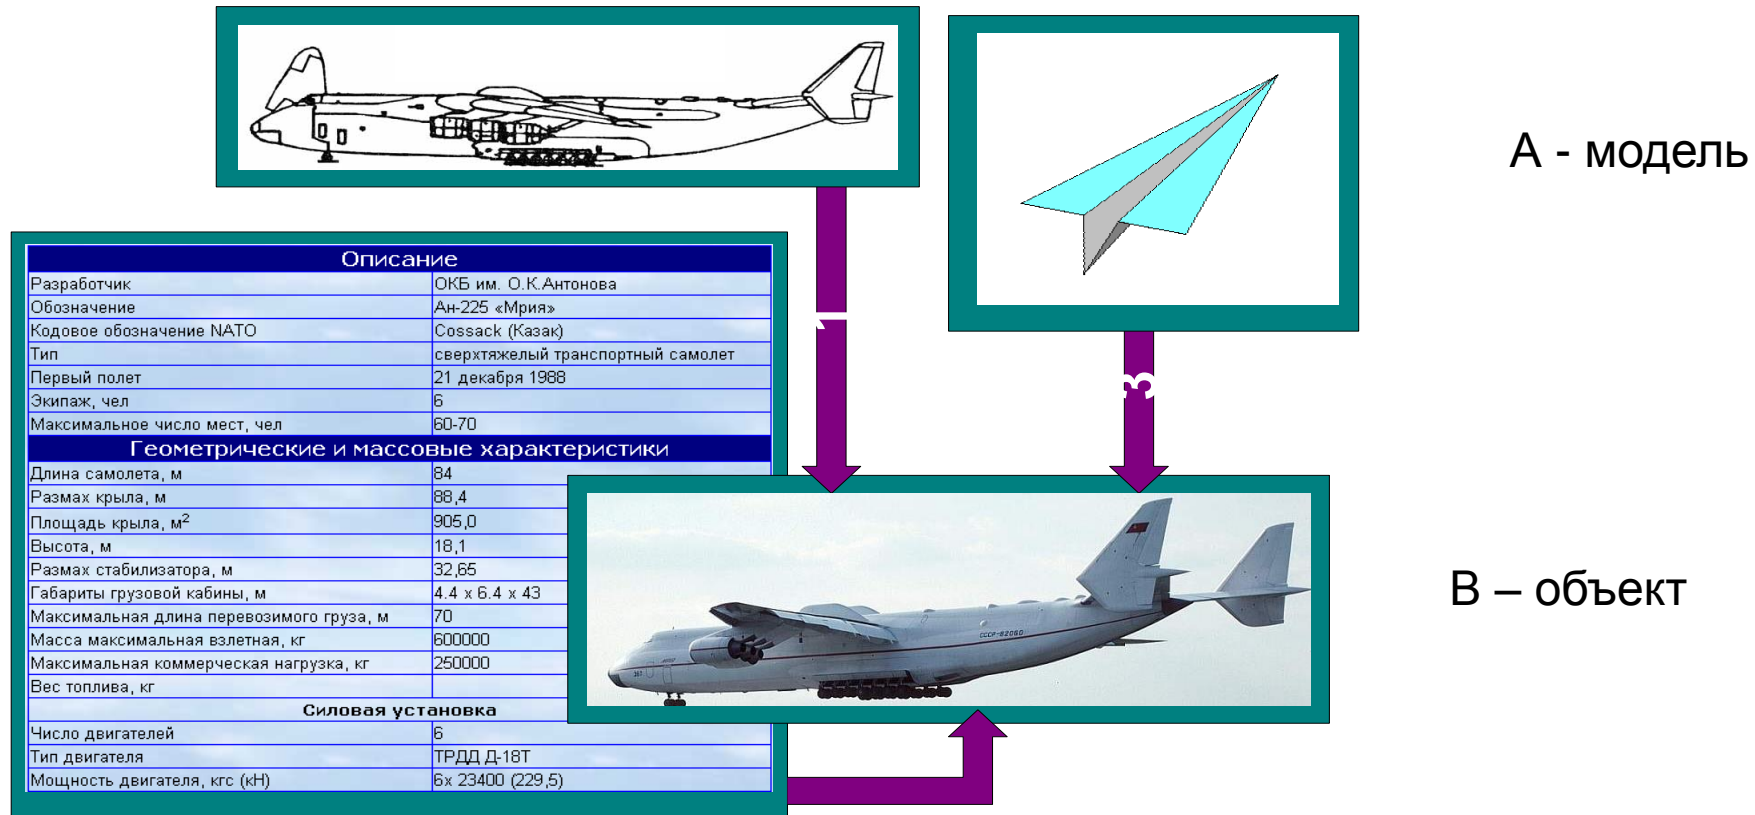 А - модель
Описание
Разработчик ОКБ им. О.К.Антонова
Обозначение Ан-225 «Мрия»
Кодовое обозначение NATO Cossack (Казак)
Тип сверхтяжелый транспортный самолет
Первый полет 21 декабря 1988
Экипаж, чел 6
Максимальное число мест, чел 60-70
Геометрические и массовые характеристики
Длина самолета, м 84
Размах крыла, м 88,4
Площадь крыла, м² 905,0
Высота, м 18,1
Размах стабилизатора, м 32,65
Габариты грузовой кабины, м 4.4 x 6.4 x 43
Максимальная длина перевозимого груза, м 70
Масса максимальная взлетная, кг 600000
Максимальная коммерческая нагрузка, кг 250000
Вес топлива, кг
Силовая установка
Число двигателей 6
Тип двигателя ТРДД Д-18Т
Мощность двигателя, кгс (кН) 6x 23400 (229,5)
1
3
СССР-82060
В – объект